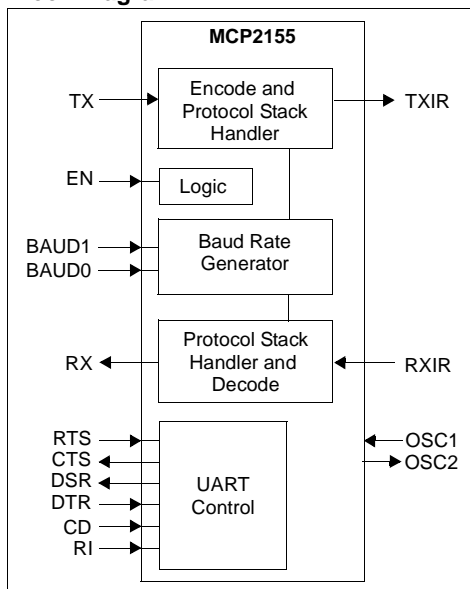 MCP2155
TX
Encode and
Protocol Stack
Handler
TXIR
EN
Logic
BAUD1
BAUD0
Baud Rate
Generator
RX
Protocol Stack
Handler and
Decode
RXIR
RTS
CTS
DSR
DTR
CD
RI
UART
Control
OSC1
OSC2